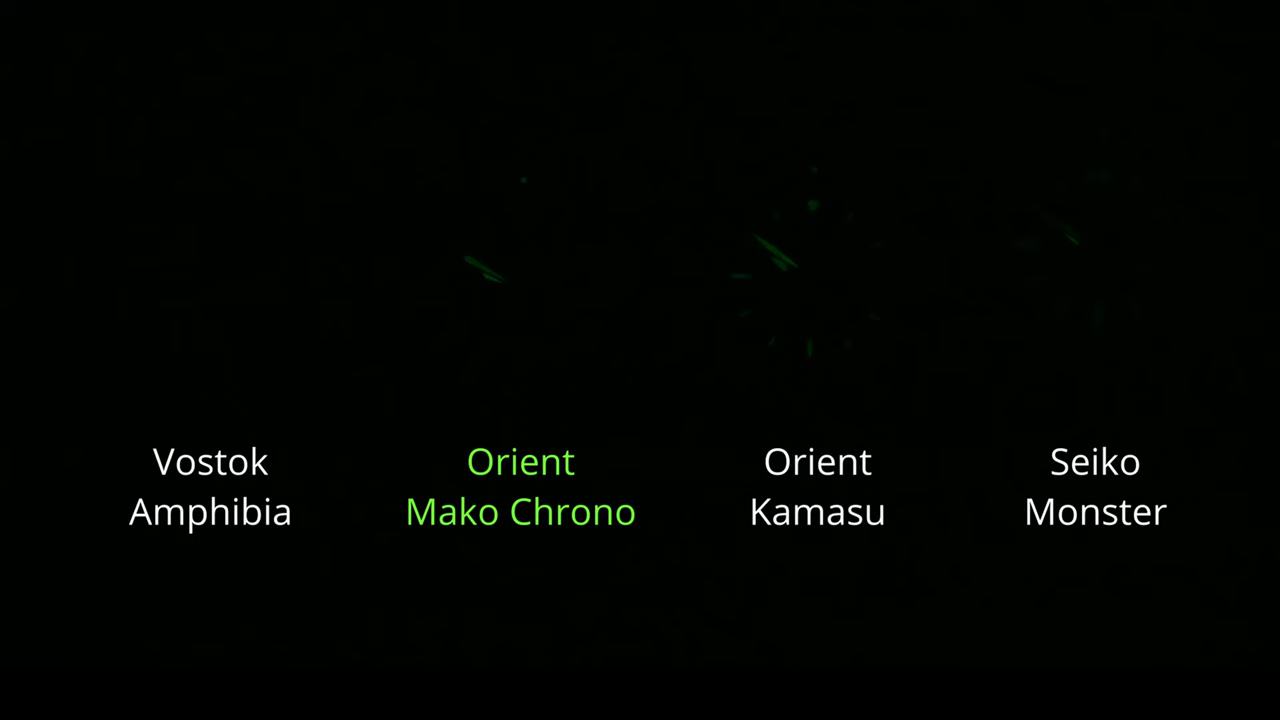 Vostok
Amphibia
Orient
Mako Chrono
Orient
Kamasu
Seiko
Monster